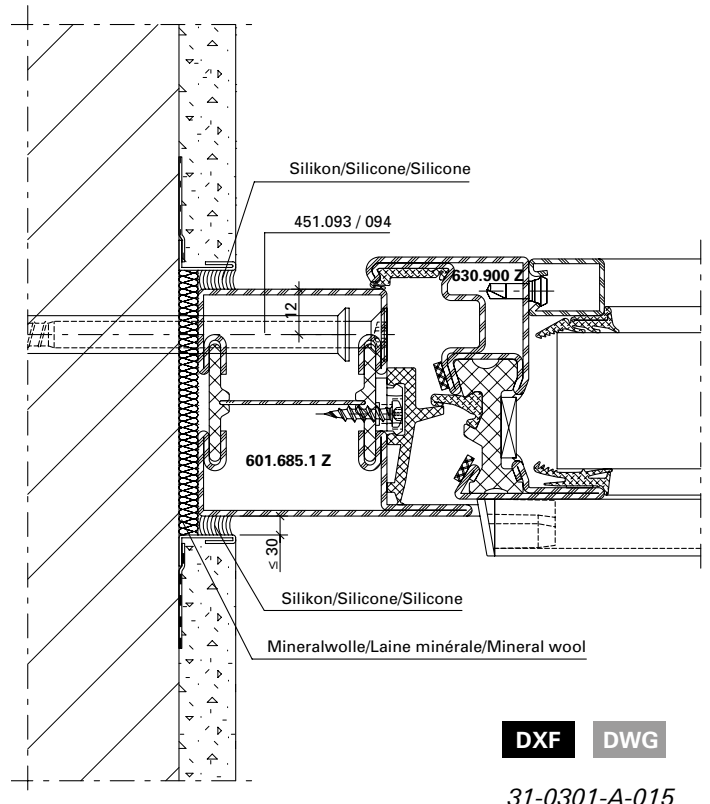 Silikon/Silicone/Silicone
451.093 / 094
630.900 Z
12
601.685.1 Z
≤ 30
Silikon/Silicone/Silicone
Mineralwolle/Laine minérale/Mineral wool
DXF DWG
31-0301-A-015